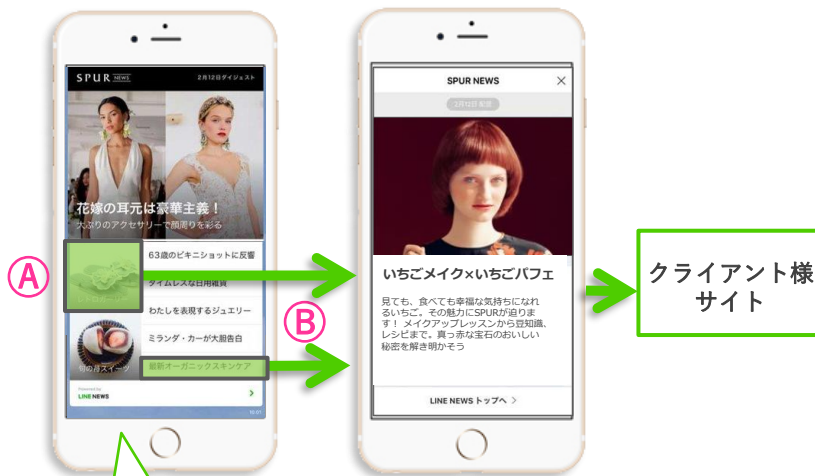 SPUR NEWS
2月12日ダイジェスト
花嫁の耳元は豪華主義！
大ぶりのアクセサリーで顔周りを彩る
63歳のビキニショットに反響
タイムレスな日用雑貨
わたしを表現するジュエリー
ミランダ・カーが大胆告白
旬の苺スイーツ
最新オーガニックスキンケア
Powered by
LINE NEWS
10:01
Ⓐ
Ⓑ
SPUR NEWS
2月12日 配信
いちごメイク×いちごパフェ
見ても、食べても幸福な気持ちになれ
るいちご。その魅力にSPURが迫りま
す！ メイクアップレッスンから豆知識、
レシピまで。真っ赤な宝石のおいしい
秘密を解き明かそう
LINE NEWS トップへ
クライアント様
サイト